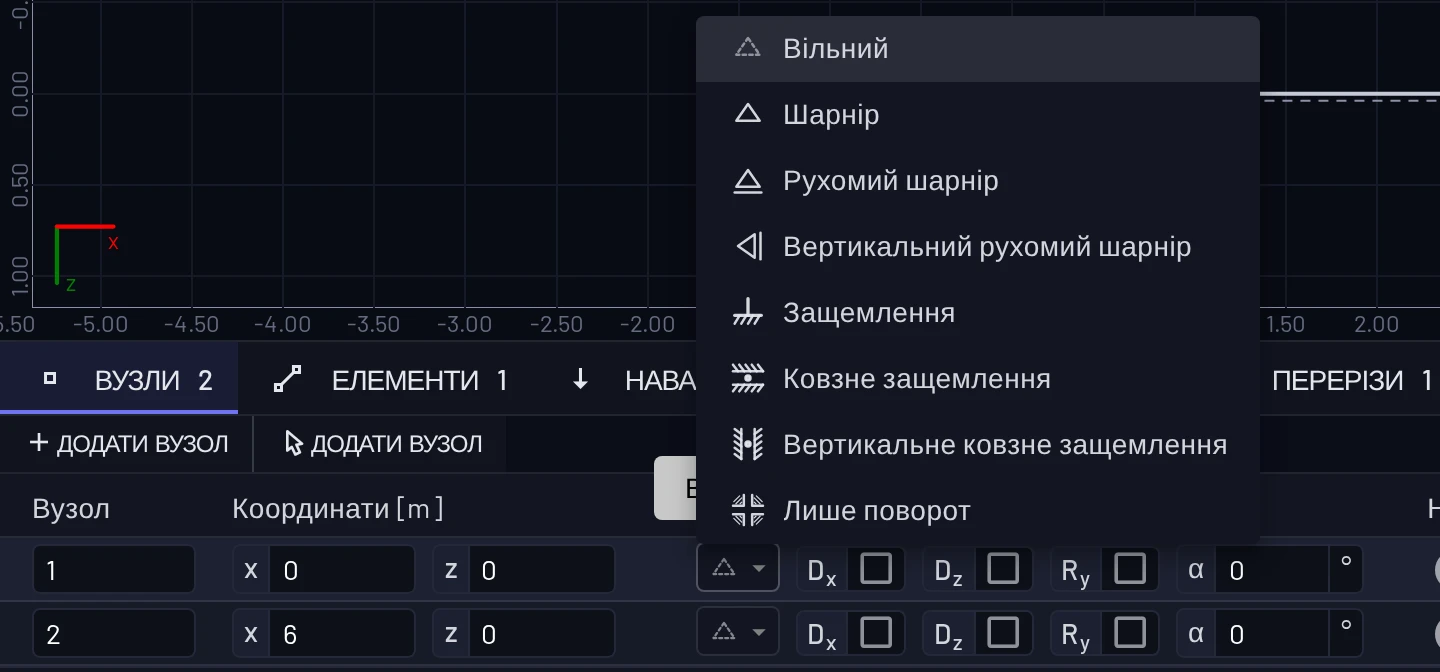 Вільний
Шарнір
Рухомий шарнір
Вертикальний рухомий шарнір
Защемлення
Ковзне защемлення
Вертикальне ковзне защемлення
Лише поворот
0.00
0.50
1.00
x
z
-5.00 -4.50 -4.00 -3.50 -3.00 -2.50 -2.00 1.50 2.00
ВУЗЛИ 2 ЕЛЕМЕНТИ 1 ПЕРЕРІЗИ 1
+ ДОДАТИ ВУЗОЛ ДОДАТИ ВУЗОЛ
Вузол Координати [m]
1 x 0 z 0 Dx Dz Ry α 0 °
2 x 6 z 0 Dx Dz Ry α 0 °